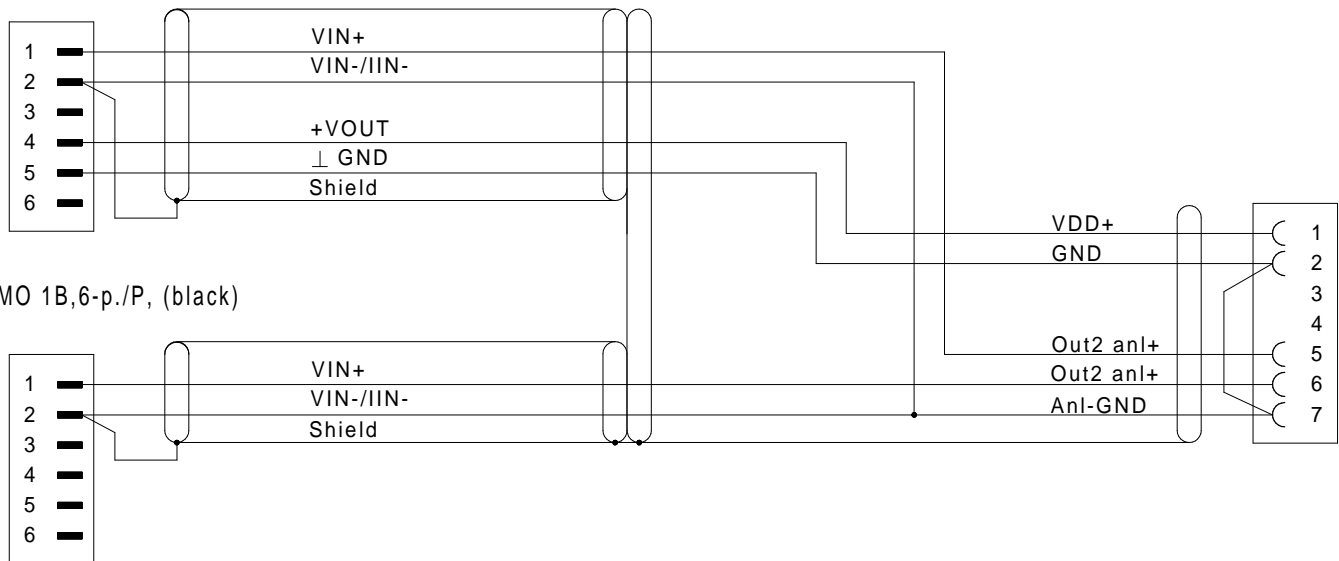 VIN+
1
VIN-/IIN-
2
3
+VOUT
4
⊥ GND
5
Shield
6
VDD+
1
GND
2
MO 1B,6-p./P, (black)
3
4
Out2 anl+
5
VIN+
1
Out2 anl+
6
VIN-/IIN-
2
Anl-GND
7
Shield
3
4
5
6